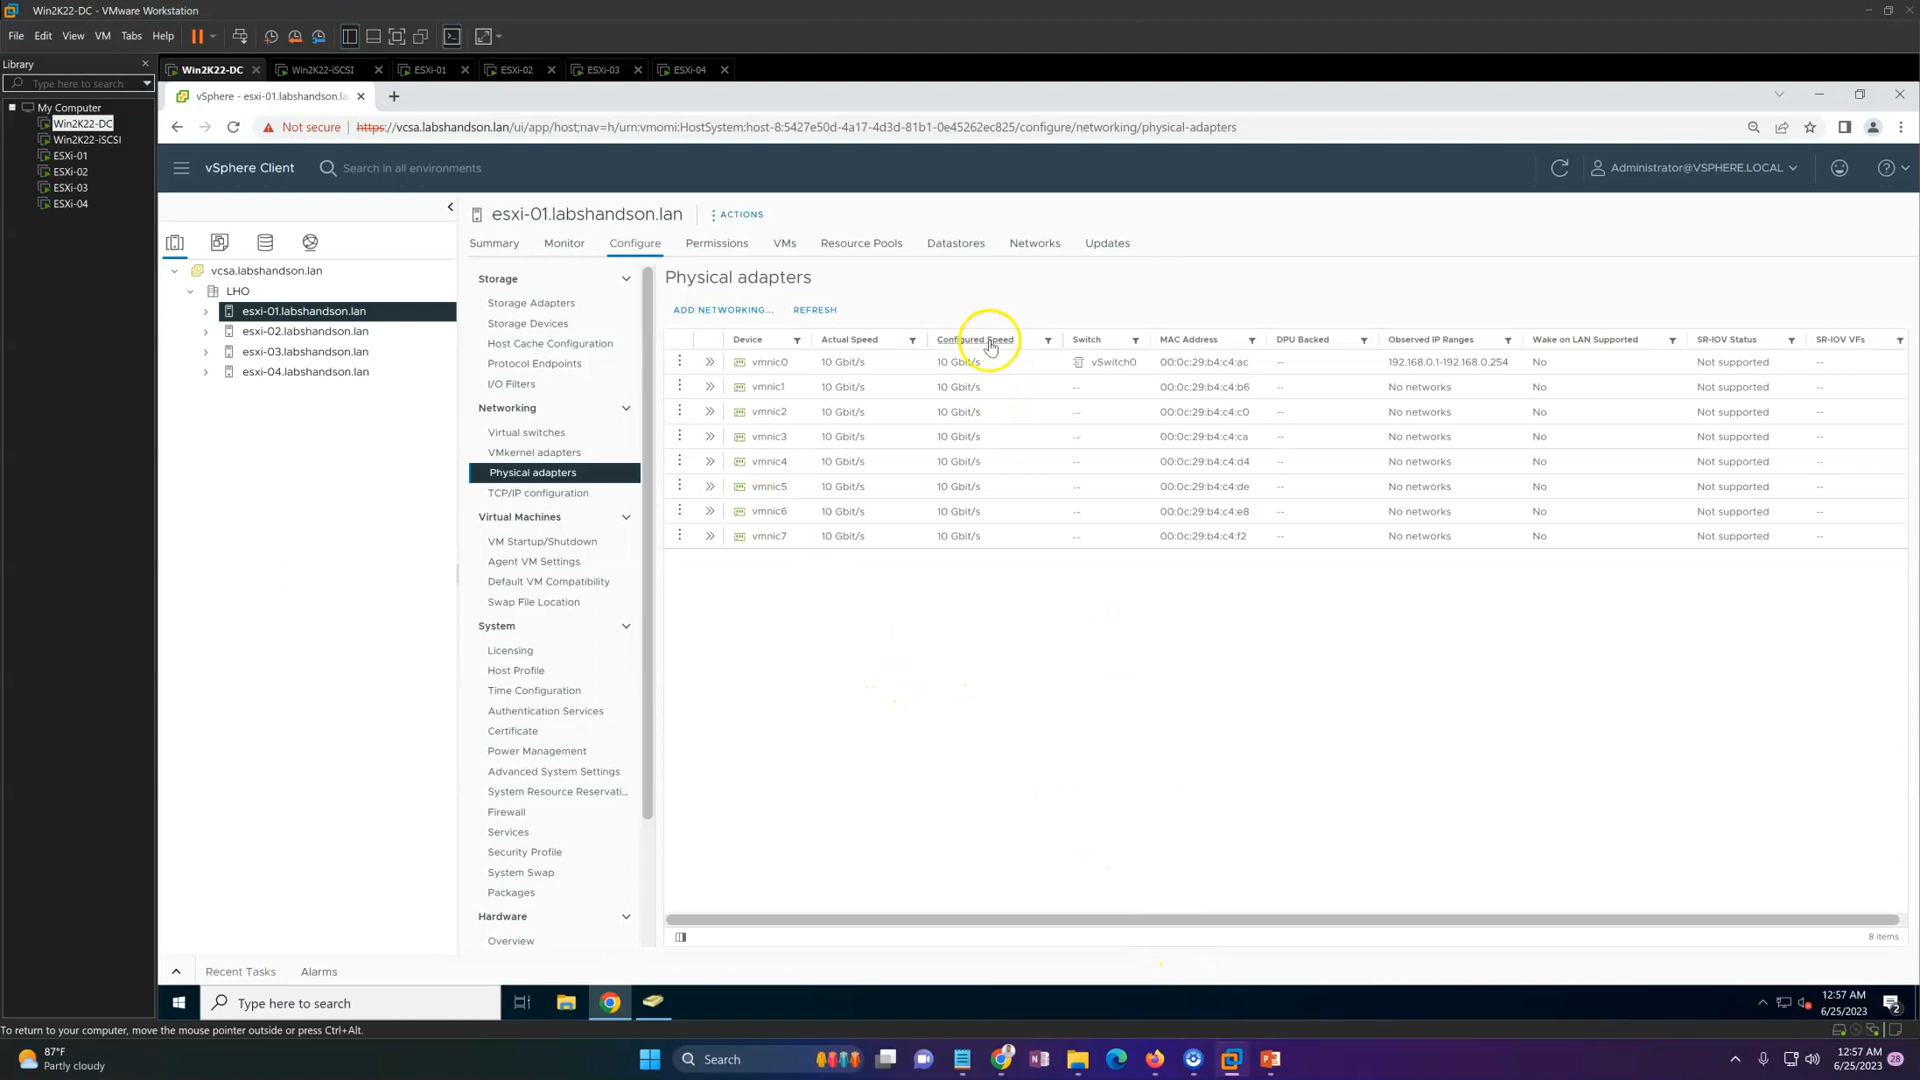 Win2K22-DC - VMware Workstation
File Edit View VM Tabs Help
Library
Type here to search
My Computer
Win2K22-DC
Win2K22-iSCSI
ESXi-01
ESXi-02
ESXi-03
ESXi-04
Win2K22-DC Win2K22-iSCSI ESXi-01 ESXi-02 ESXi-03 ESXi-04
vSphere - esxi-01.labshandson.la
Not secure https://vcsa.labshandson.lan/ui/app/host;nav=h/urn:vmomi:HostSystem:host-8:5427e50d-4a17-4d3d-81b1-0e45262ec825/configure/networking/physical-adapters
vSphere Client Search in all environments Administrator@VSPHERE.LOCAL
vcsa.labshandson.lan
LHO
esxi-01.labshandson.lan
esxi-02.labshandson.lan
esxi-03.labshandson.lan
esxi-04.labshandson.lan
esxi-01.labshandson.lan ACTIONS
Summary Monitor Configure Permissions VMs Resource Pools Datastores Networks Updates
Storage
Storage Adapters
Storage Devices
Host Cache Configuration
Protocol Endpoints
I/O Filters
Networking
Virtual switches
VMkernel adapters
Physical adapters
TCP/IP configuration
Virtual Machines
VM Startup/Shutdown
Agent VM Settings
Default VM Compatibility
Swap File Location
System
Licensing
Host Profile
Time Configuration
Authentication Services
Certificate
Power Management
Advanced System Settings
System Resource Reservati...
Firewall
Services
Security Profile
System Swap
Packages
Hardware
Overview
Physical adapters
ADD NETWORKING... REFRESH
Device Actual Speed Configured Speed Switch MAC Address DPU Backed Observed IP Ranges Wake on LAN Supported SR-IOV Status SR-IOV VFs
vmnic0 10 Gbit/s 10 Gbit/s vSwitch0 00:0c:29:b4:c4:ac -- 192.168.0.1-192.168.0.254 No Not supported --
vmnic1 10 Gbit/s 10 Gbit/s -- 00:0c:29:b4:c4:b6 -- No networks No Not supported --
vmnic2 10 Gbit/s 10 Gbit/s -- 00:0c:29:b4:c4:c0 -- No networks No Not supported --
vmnic3 10 Gbit/s 10 Gbit/s -- 00:0c:29:b4:c4:ca -- No networks No Not supported --
vmnic4 10 Gbit/s 10 Gbit/s -- 00:0c:29:b4:c4:d4 -- No networks No Not supported --
vmnic5 10 Gbit/s 10 Gbit/s -- 00:0c:29:b4:c4:de -- No networks No Not supported --
vmnic6 10 Gbit/s 10 Gbit/s -- 00:0c:29:b4:c4:e8 -- No networks No Not supported --
vmnic7 10 Gbit/s 10 Gbit/s -- 00:0c:29:b4:c4:f2 -- No networks No Not supported --
8 items
Recent Tasks Alarms
Type here to search
12:57 AM
6/25/2023
2
To return to your computer, move the mouse pointer outside or press Ctrl+Alt.
87°F
Partly cloudy
Search
12:57 AM
6/25/2023
28